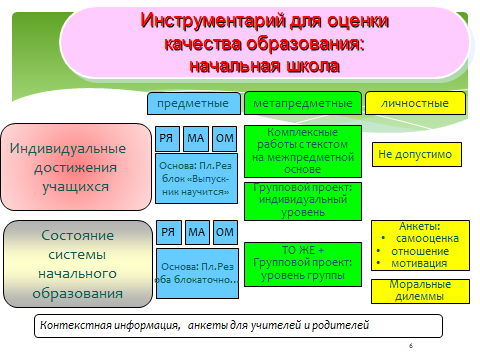 Инструментарий для оценки
качества образования:
начальная школа
предметные
метапредметные
личностные
Индивидуальные
достижения
учащихся
РЯ
МА
ОМ
Основа: Пл.Рез
блок «Выпуск-
ник научится»
Комплексные
работы с текстом
на межпредметной
основе
Групповой проект:
индивидуальный
уровень
Не допустимо
Состояние
системы
начального
образования
РЯ
МА
ОМ
Основа: Пл.Рез
оба блокаточно…
ТО ЖЕ +
Групповой проект:
уровень группы
Анкеты:
• самооценка
• отношение
• мотивация
Моральные
дилеммы
Контекстная информация, анкеты для учителей и родителей
6